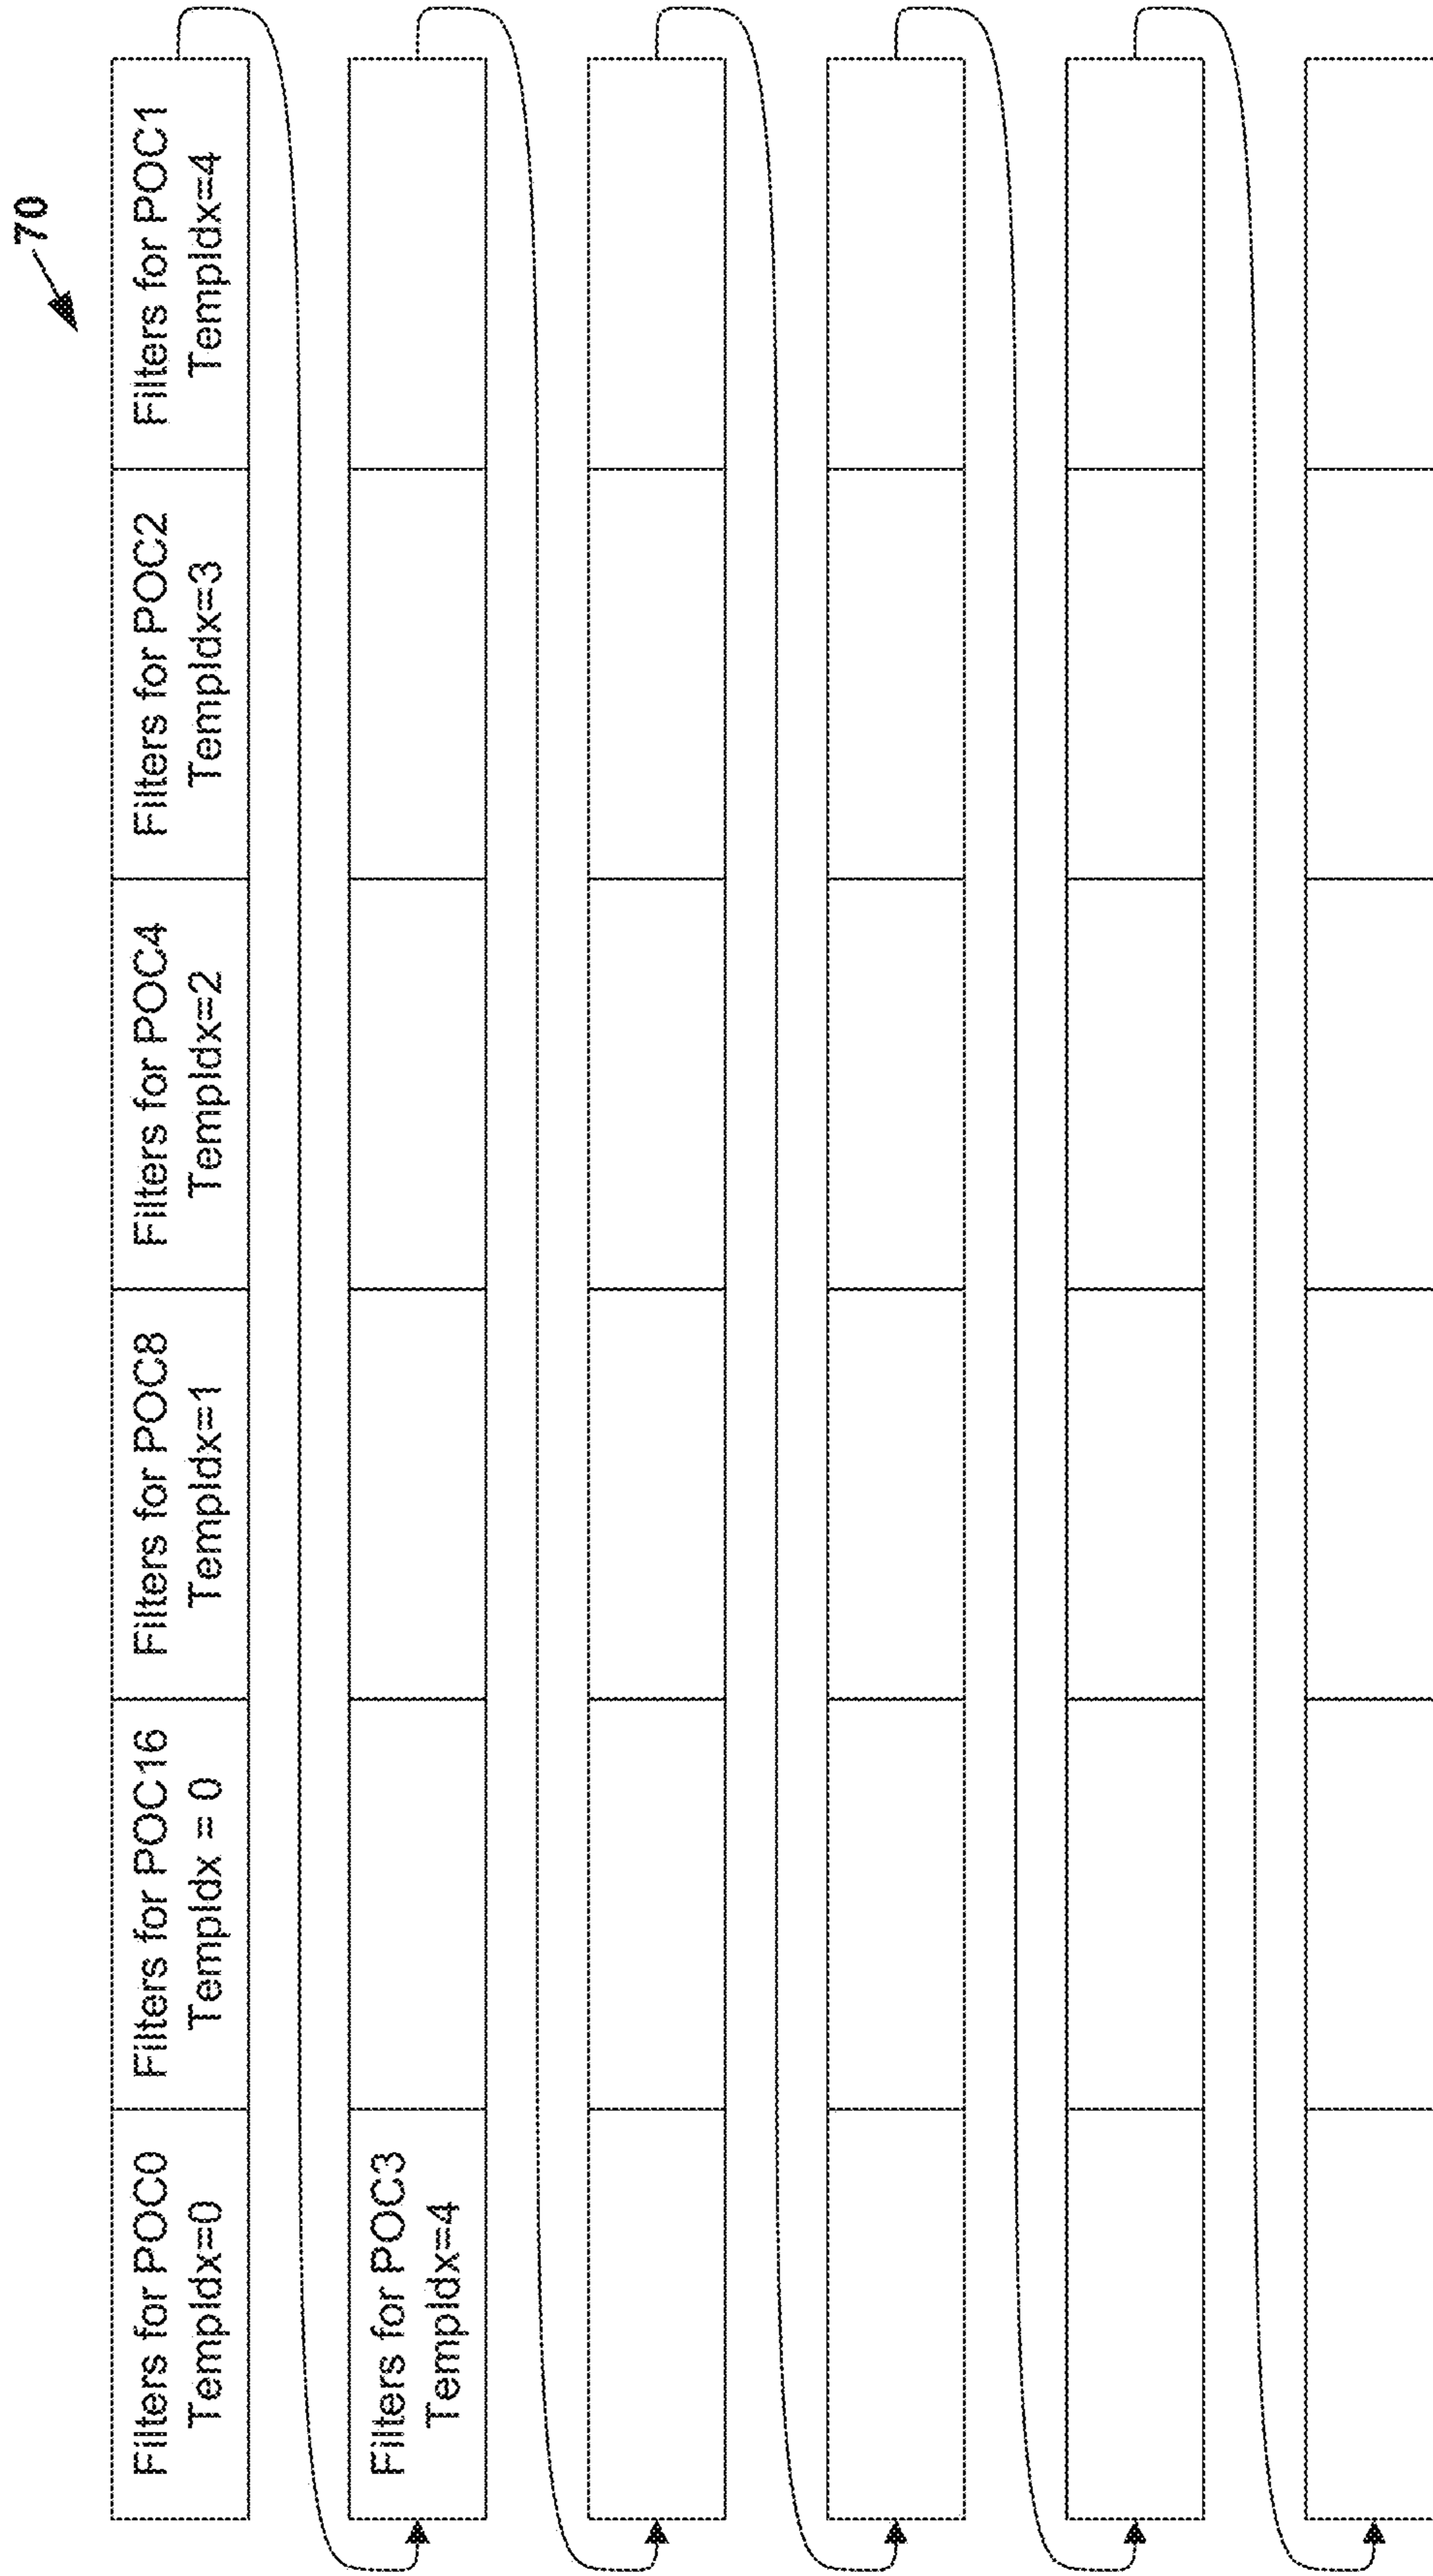 70
Filters for POC0
TempIdx=0
Filters for POC16
TempIdx = 0
Filters for POC8
TempIdx=1
Filters for POC4
TempIdx=2
Filters for POC2
TempIdx=3
Filters for POC1
TempIdx=4
Filters for POC3
TempIdx=4